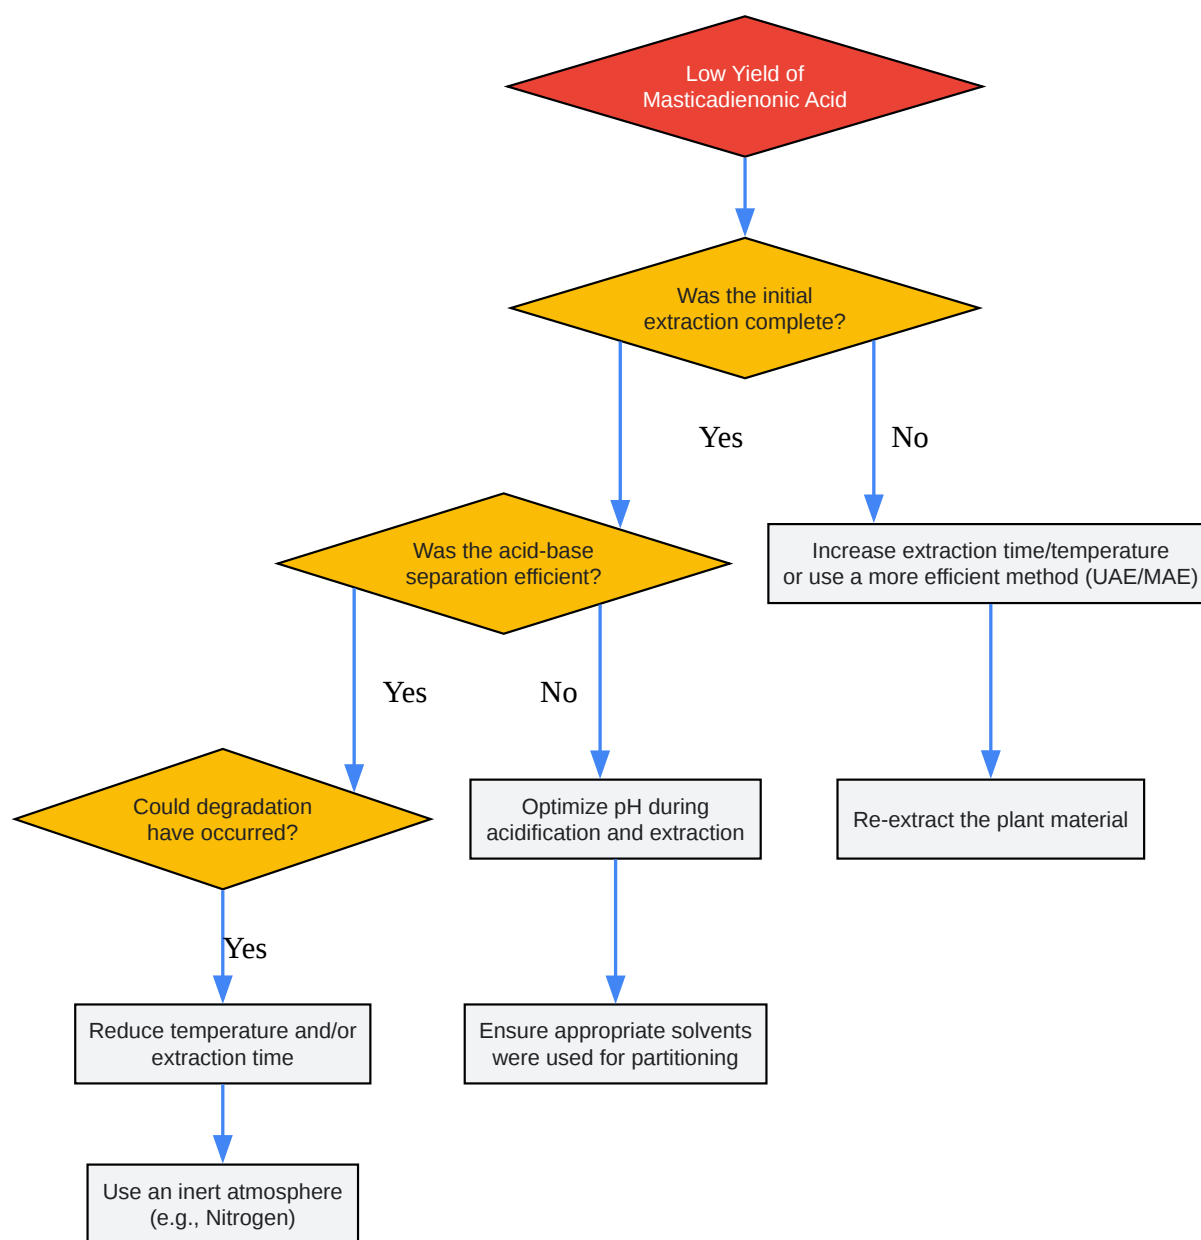 Low Yield of
Masticadienonic Acid
Was the initial
extraction complete?
Yes
No
Was the acid-base
separation efficient?
Increase extraction time/temperature
or use a more efficient method (UAE/MAE)
Yes
No
Could degradation
have occurred?
Optimize pH during
acidification and extraction
Re-extract the plant material
Yes
Reduce temperature and/or
extraction time
Ensure appropriate solvents
were used for partitioning
Use an inert atmosphere
(e.g., Nitrogen)